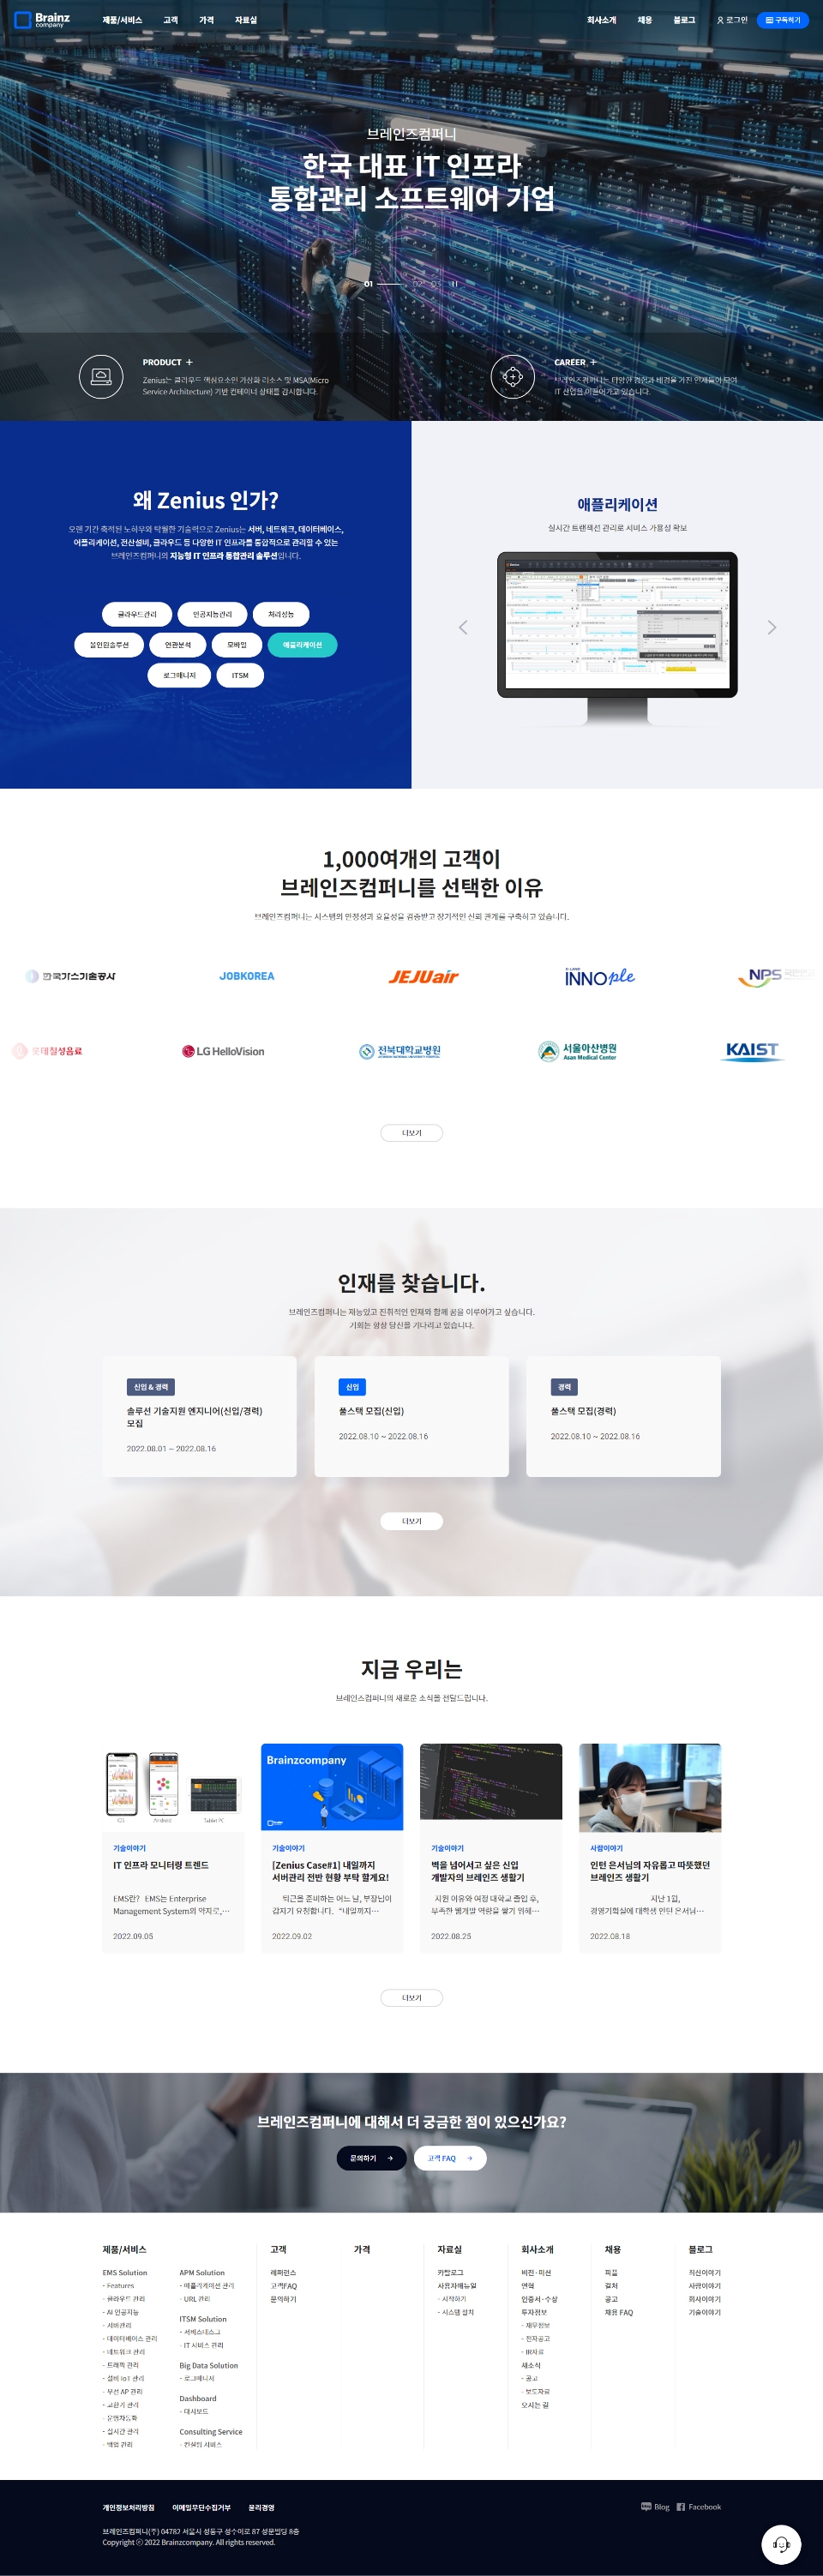 Brainz
company
제품/서비스
고객
가격
자료실
회사소개
채용
블로그
로그인
구독하기
브레인즈컴퍼니
한국 대표 IT 인프라
통합관리 소프트웨어 기업
01
02
03
PRODUCT +
Zenius는 클라우드 핵심요소인 가상화 리소스 및 MSA(Micro
Service Architecture) 기반 컨테이너 상태를 감시합니다.
CAREER +
브레인즈컴퍼니는 다양한 경험과 배경을 가진 인재들이 모여
IT 산업을 이끌어가고 있습니다.
왜 Zenius 인가?
오랜 기간 축적된 노하우와 탁월한 기술력으로 Zenius는 서버, 네트워크, 데이터베이스,
어플리케이션, 전산설비, 클라우드 등 다양한 IT 인프라를 통합적으로 관리할 수 있는
브레인즈컴퍼니의 지능형 IT 인프라 통합관리 솔루션입니다.
클라우드관리
인공지능관리
처리성능
올인원솔루션
연관분석
모바일
애플리케이션
로그매니저
ITSM
애플리케이션
실시간 트랜잭션 관리로 서비스 가용성 확보
1,000여개의 고객이
브레인즈컴퍼니를 선택한 이유
브레인즈컴퍼니는 시스템의 안정성과 효율성을 검증받고 장기적인 신뢰 관계를 구축하고 있습니다.
한국가스기술공사
JOBKOREA
JEJUair
INNOple
NPS 국민연금
롯데칠성음료
LG HelloVision
전북대학교병원
서울아산병원
Asan Medical Center
KAIST
더보기
인재를 찾습니다.
브레인즈컴퍼니는 재능있고 진취적인 인재와 함께 꿈을 이루어가고 싶습니다.
기회는 항상 당신을 기다리고 있습니다.
신입 & 경력
솔루션 기술지원 엔지니어(신입/경력)
모집
2022.08.01 ~ 2022.08.16
신입
풀스택 모집(신입)
2022.08.10 ~ 2022.08.16
경력
풀스택 모집(경력)
2022.08.10 ~ 2022.08.16
더보기
지금 우리는
브레인즈컴퍼니의 새로운 소식을 전달드립니다.
iOS
Android
Tablet PC
기술이야기
IT 인프라 모니터링 트렌드
EMS란? EMS는 Enterprise
Management System의 약자로,…
2022.09.05
Brainzcompany
기술이야기
[Zenius Case#1] 내일까지
서버관리 전반 현황 부탁 할게요!
퇴근을 준비하는 어느 날, 부장님이
갑자기 요청합니다. “내일까지…
2022.09.02
기술이야기
벽을 넘어서고 싶은 신입
개발자의 브레인즈 생활기
지원 이유와 여정 대학교 졸업 후,
부족한 웹개발 역량을 쌓기 위해…
2022.08.25
사람이야기
인턴 은서님의 자유롭고 따뜻했던
브레인즈 생활기
지난 1월,
경영기획실에 대학생 인턴 은서님…
2022.08.18
더보기
브레인즈컴퍼니에 대해서 더 궁금한 점이 있으신가요?
문의하기 →
고객 FAQ →
제품/서비스
EMS Solution
- Features
- 클라우드 관리
- AI 인공지능
- 서버관리
- 데이터베이스 관리
- 네트워크 관리
- 트래픽 관리
- 설비 IoT 관리
- 무선 AP 관리
- 교환기 관리
- 운영자동화
- 실시간 관리
- 백업 관리
APM Solution
- 애플리케이션 관리
- URL 관리
ITSM Solution
- 서비스데스크
- IT 서비스 관리
Big Data Solution
- 로그매니저
Dashboard
- 대시보드
Consulting Service
- 컨설팅 서비스
고객
레퍼런스
고객FAQ
문의하기
가격
자료실
카탈로그
사용자매뉴얼
- 시작하기
- 시스템 설치
회사소개
비전·미션
연혁
인증서·수상
투자정보
- 재무정보
- 전자공고
- IR자료
새소식
- 공고
- 보도자료
오시는 길
채용
피플
컬처
공고
채용 FAQ
블로그
최신이야기
사람이야기
회사이야기
기술이야기
개인정보처리방침
이메일무단수집거부
윤리경영
Blog
Facebook
브레인즈컴퍼니(주) 04782 서울시 성동구 성수이로 87 성문빌딩 8층
Copyright ⓒ 2022 Brainzcompany. All rights reserved.